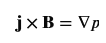 j × B = ∇p